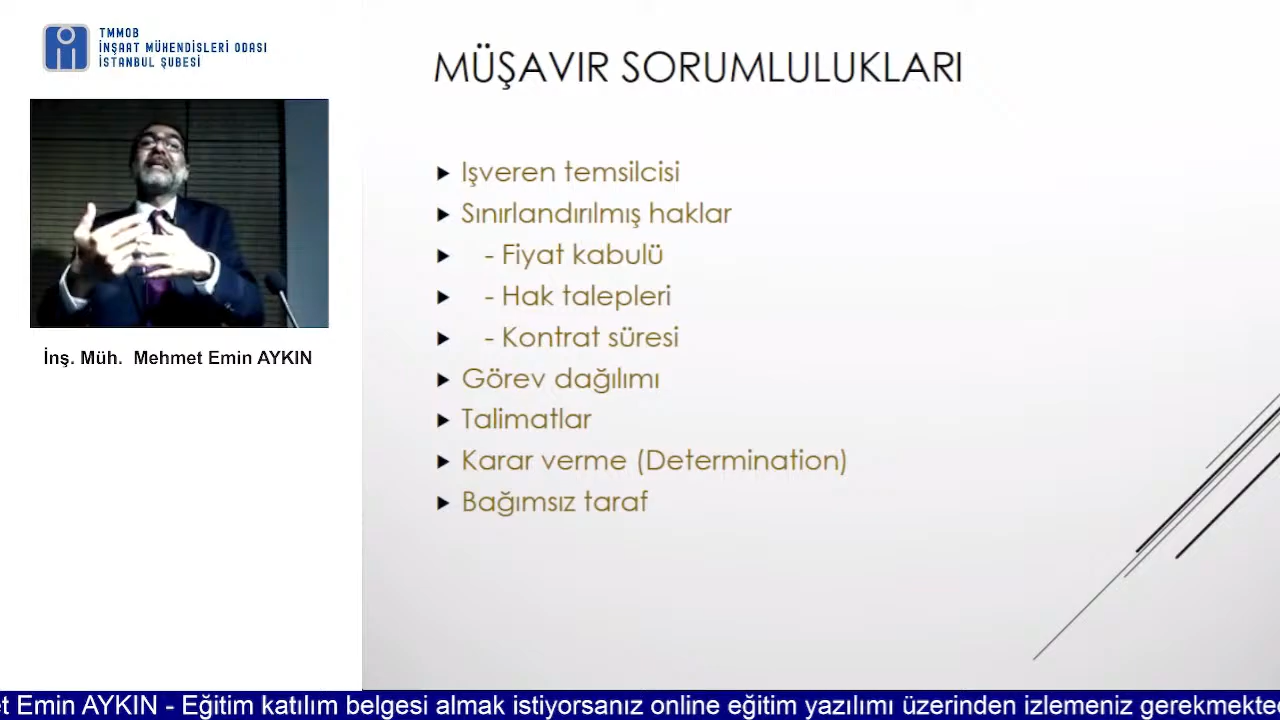 TMMOB
İNŞAAT MÜHENDİSLERİ ODASI
İSTANBUL ŞUBESİ
İnş. Müh. Mehmet Emin AYKIN
MÜŞAVIR SORUMLULUKLARI
Işveren temsilcisi
Sınırlandırılmış haklar
- Fiyat kabulü
- Hak talepleri
- Kontrat süresi
Görev dağılımı
Talimatlar
Karar verme (Determination)
Bağımsız taraf
Emin AYKIN - Eğitim katılım belgesi almak istiyorsanız online eğitim yazılımı üzerinden izlemeniz